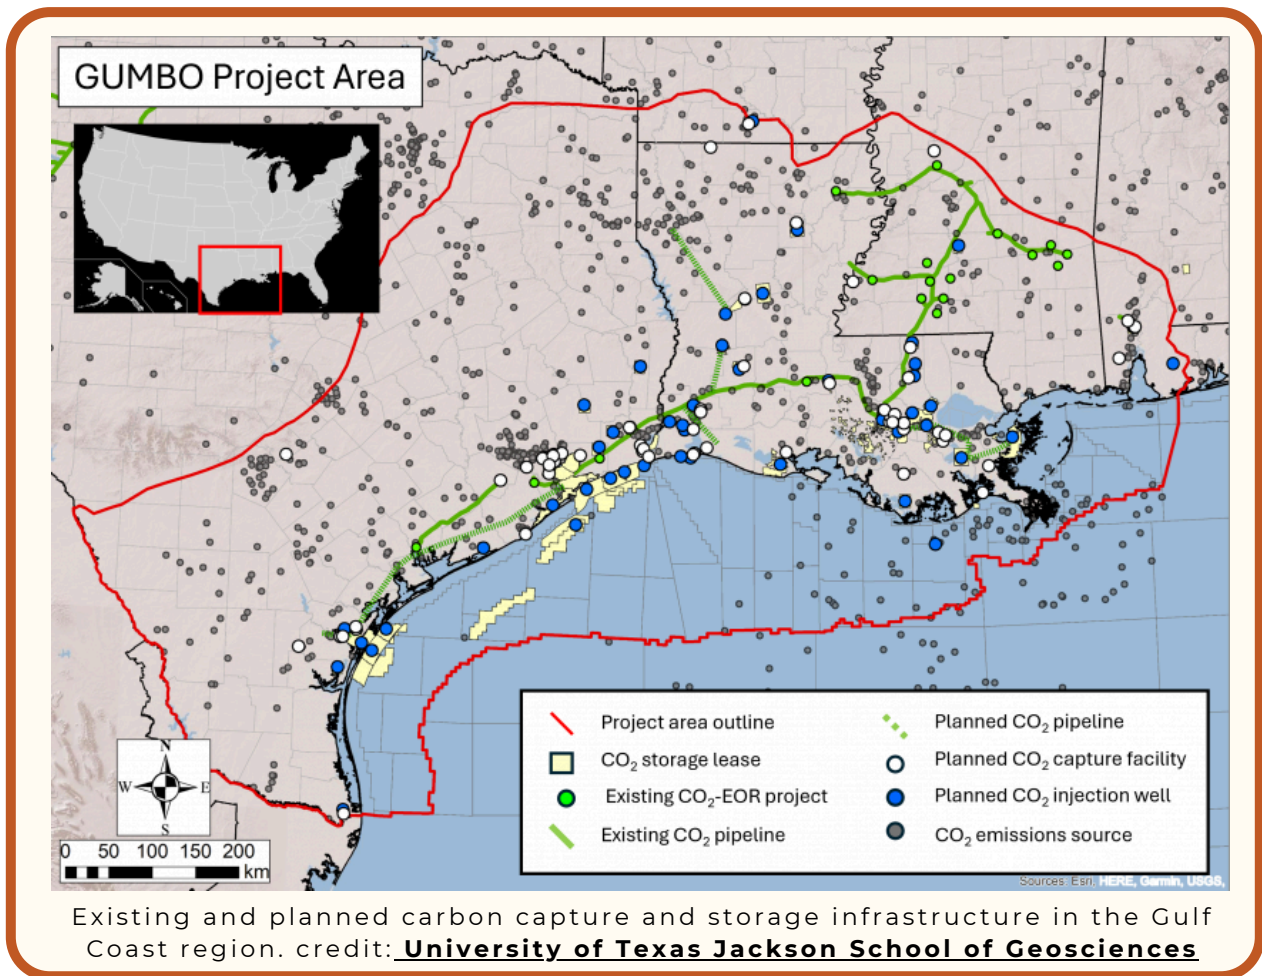 GUMBO Project Area
N
W
E
S
0 50 100 150 200
km
Project area outline
CO₂ storage lease
Existing CO₂-EOR project
Existing CO₂ pipeline
Planned CO₂ pipeline
Planned CO₂ capture facility
Planned CO₂ injection well
CO₂ emissions source
Sources: Esri, HERE, Garmin, USGS,
Existing and planned carbon capture and storage infrastructure in the Gulf
Coast region. credit: University of Texas Jackson School of Geosciences